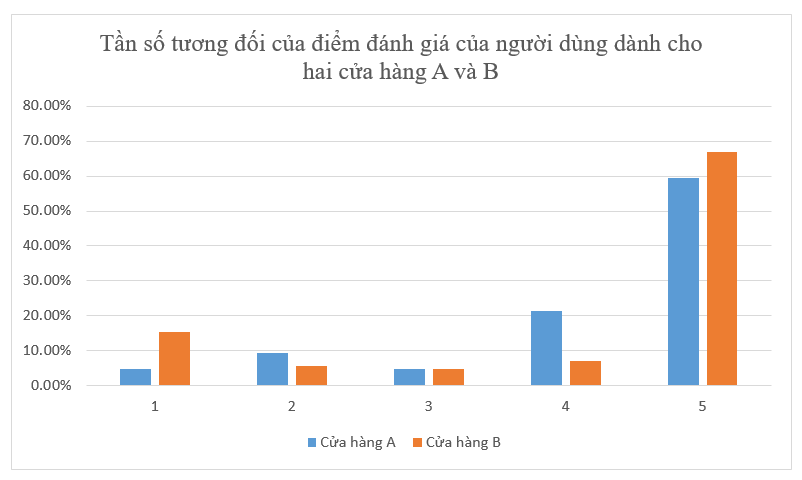 Tần số tương đối của điểm đánh giá của người dùng dành cho
hai cửa hàng A và B
80.00%
70.00%
60.00%
50.00%
40.00%
30.00%
20.00%
10.00%
0.00%
1 2 3 4 5
Cửa hàng A Cửa hàng B